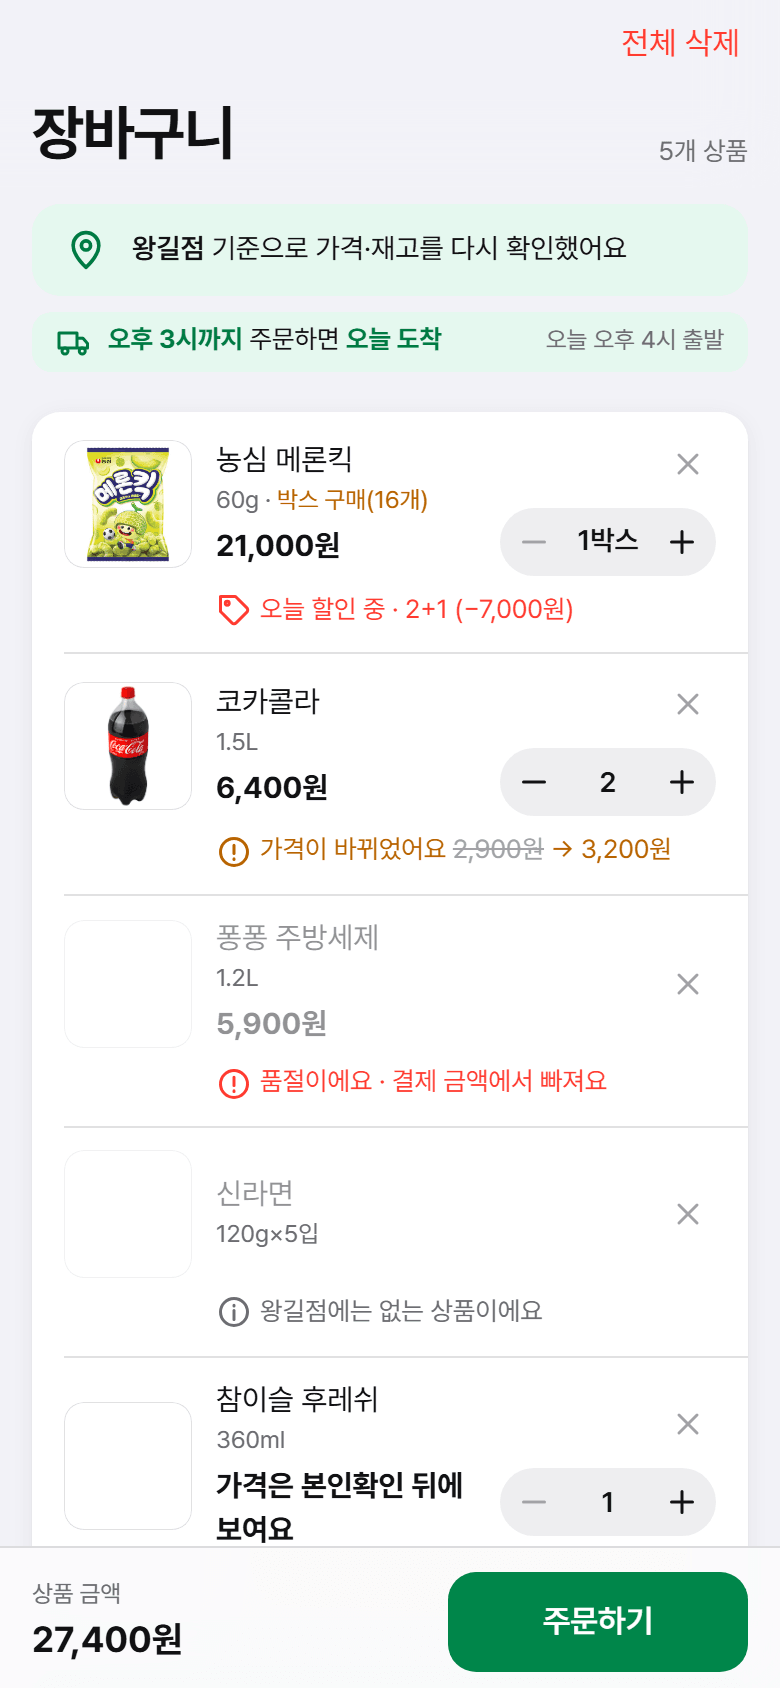 전체 삭제
장바구니
5개 상품
왕길점 기준으로 가격·재고를 다시 확인했어요
오후 3시까지 주문하면 오늘 도착
오늘 오후 4시 출발
농심 메론킥
60g · 박스 구매(16개)
21,000원
1박스
오늘 할인 중 · 2+1 (−7,000원)
메론킥
코카콜라
1.5L
6,400원
2
Coca-Cola
가격이 바뀌었어요 2,900원 → 3,200원
퐁퐁 주방세제
1.2L
5,900원
품절이에요 · 결제 금액에서 빠져요
신라면
120g×5입
왕길점에는 없는 상품이에요
참이슬 후레쉬
360ml
가격은 본인확인 뒤에
보여요
1
상품 금액
27,400원
주문하기